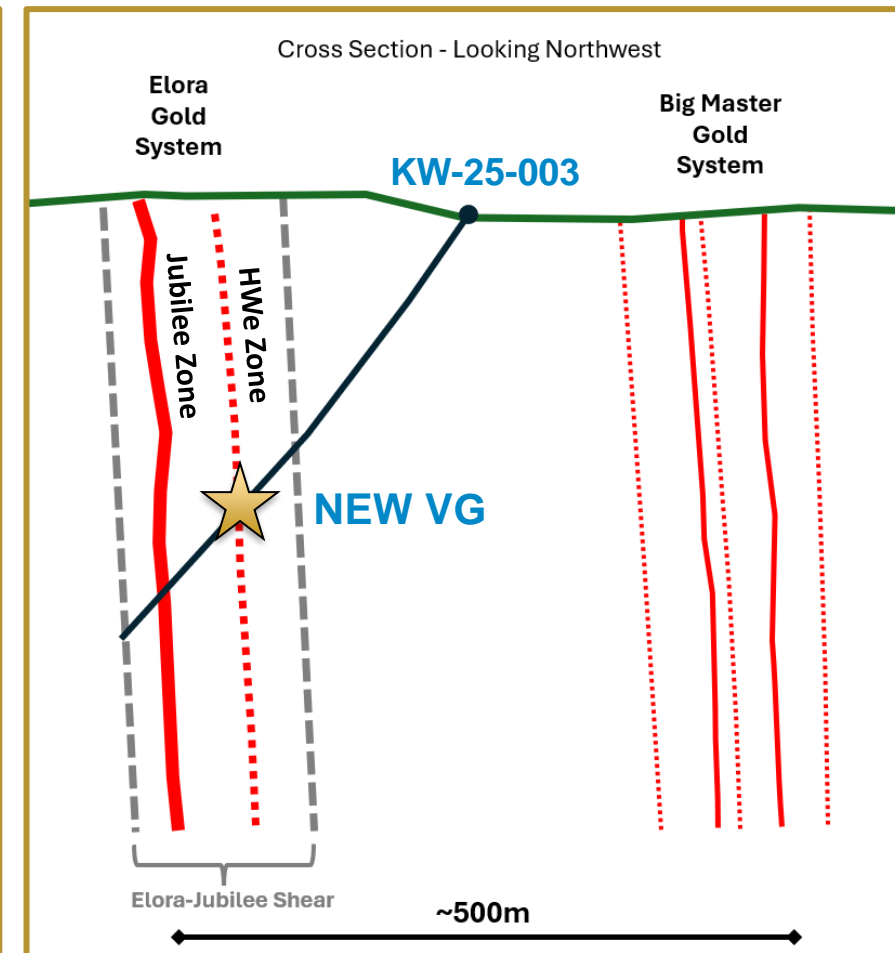 Cross Section - Looking Northwest
Elora
Gold
System
Big Master
Gold
System
KW-25-003
Jubilee Zone
HWe Zone
NEW VG
Elora-Jubilee Shear
~500m